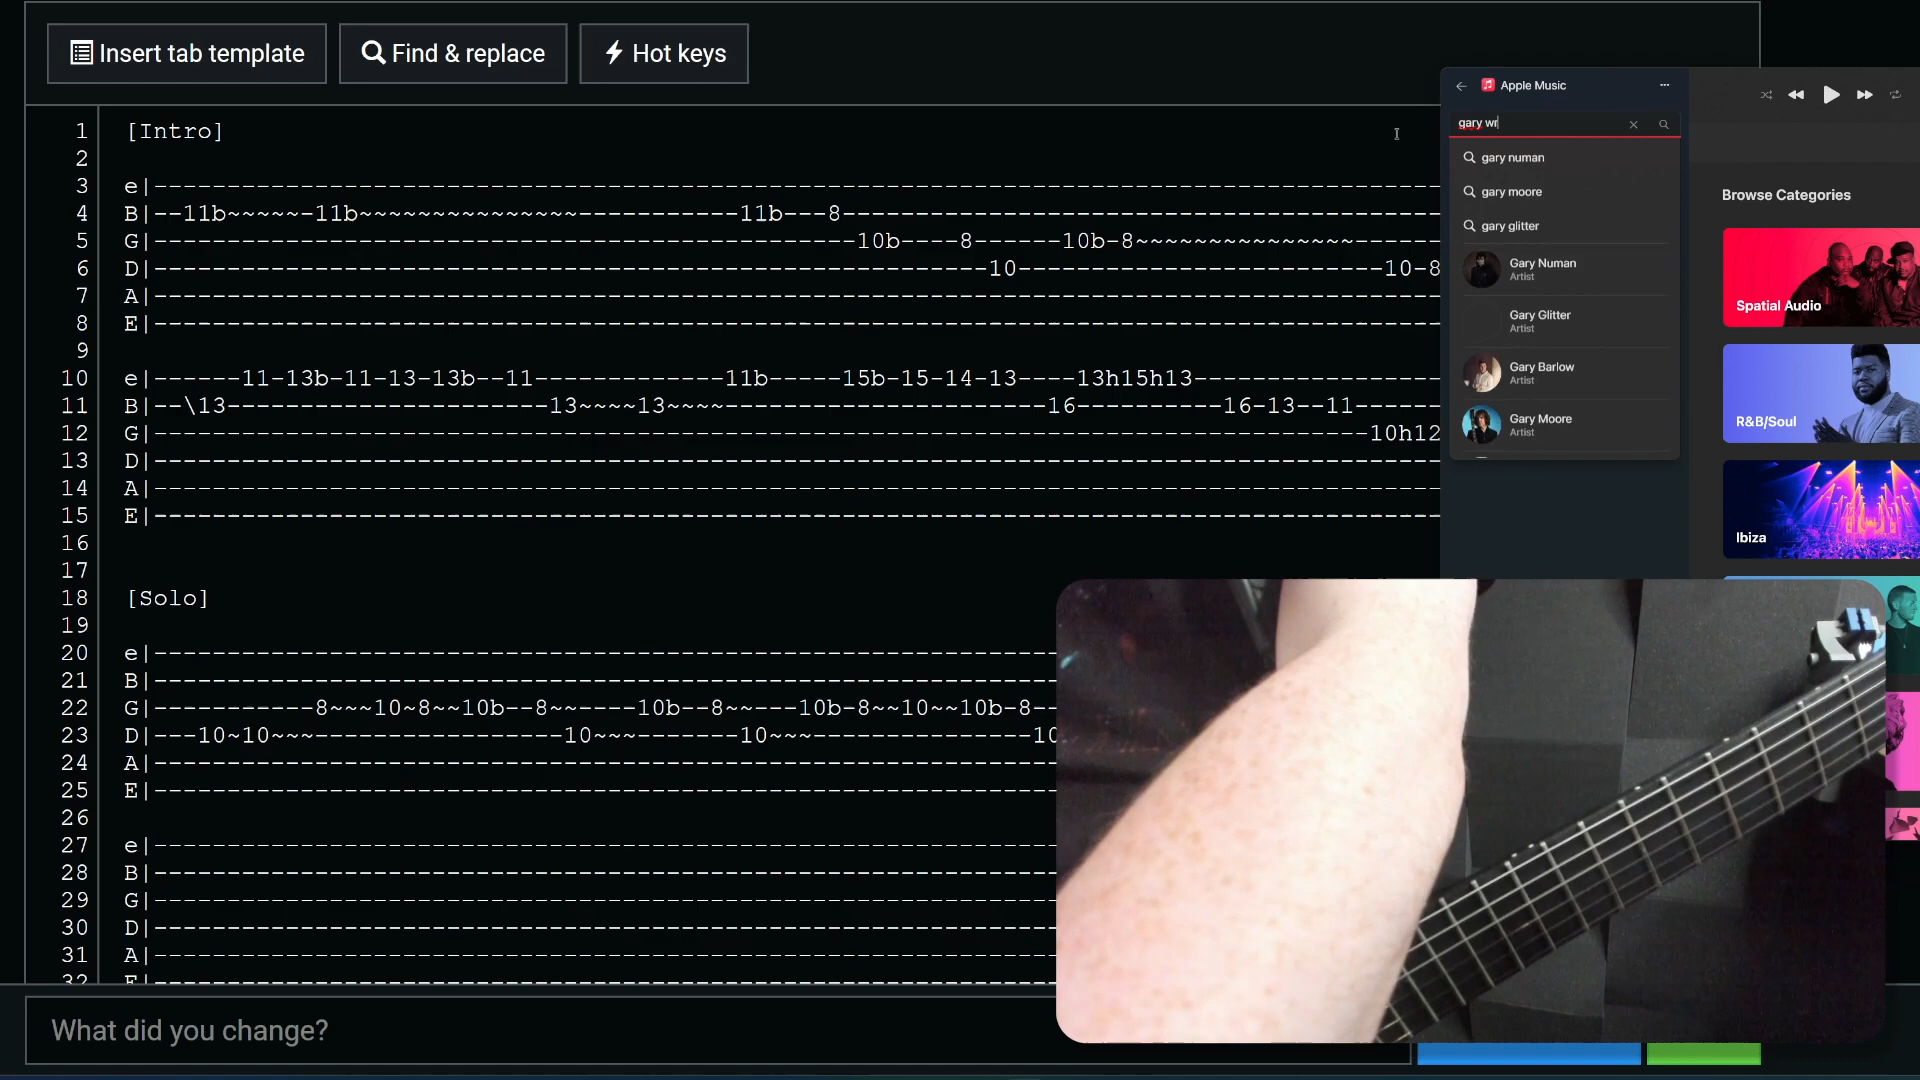 Insert tab template
Find & replace
Hot keys
1 [Intro]
2
3 e|----------------------------------------------------------------------------------------
4 B|--11b~~~~~--11b~~~~~~~~~~~~~~~-----------11b---8-----------------------------------------
5 G|------------------------------------------------10b----8------10b-8~~~~~~~~~~~~~~~------
6 D|---------------------------------------------------------10-------------------------10-8
7 A|----------------------------------------------------------------------------------------
8 E|----------------------------------------------------------------------------------------
9
10 e|------11-13b-11-13-13b--11-------------11b-----15b-15-14-13----13h15h13-----------------
11 B|--\13----------------------13~~~~13~~~~----------------------16----------16-13--11------
12 G|-----------------------------------------------------------------------------------10h12
13 D|----------------------------------------------------------------------------------------
14 A|----------------------------------------------------------------------------------------
15 E|----------------------------------------------------------------------------------------
16
17
18 [Solo]
19
20 e|--------------------------------------------------------------
21 B|--------------------------------------------------------------
22 G|-----------8~~~10~8~~10b--8~~----10b--8~~----10b-8~~10~~10b-8--
23 D|---10~10~~~-----------------10~~~-------10~~~---------------10
24 A|--------------------------------------------------------------
25 E|--------------------------------------------------------------
26
27 e|--------------------------------------------------------------
28 B|--------------------------------------------------------------
29 G|--------------------------------------------------------------
30 D|--------------------------------------------------------------
31 A|--------------------------------------------------------------
32 E|--------------------------------------------------------------
What did you change?
Apple Music
gary wr
gary numan
gary moore
gary glitter
Gary Numan
Artist
Gary Glitter
Artist
Gary Barlow
Artist
Gary Moore
Artist
Browse Categories
Spatial Audio
R&B/Soul
Ibiza